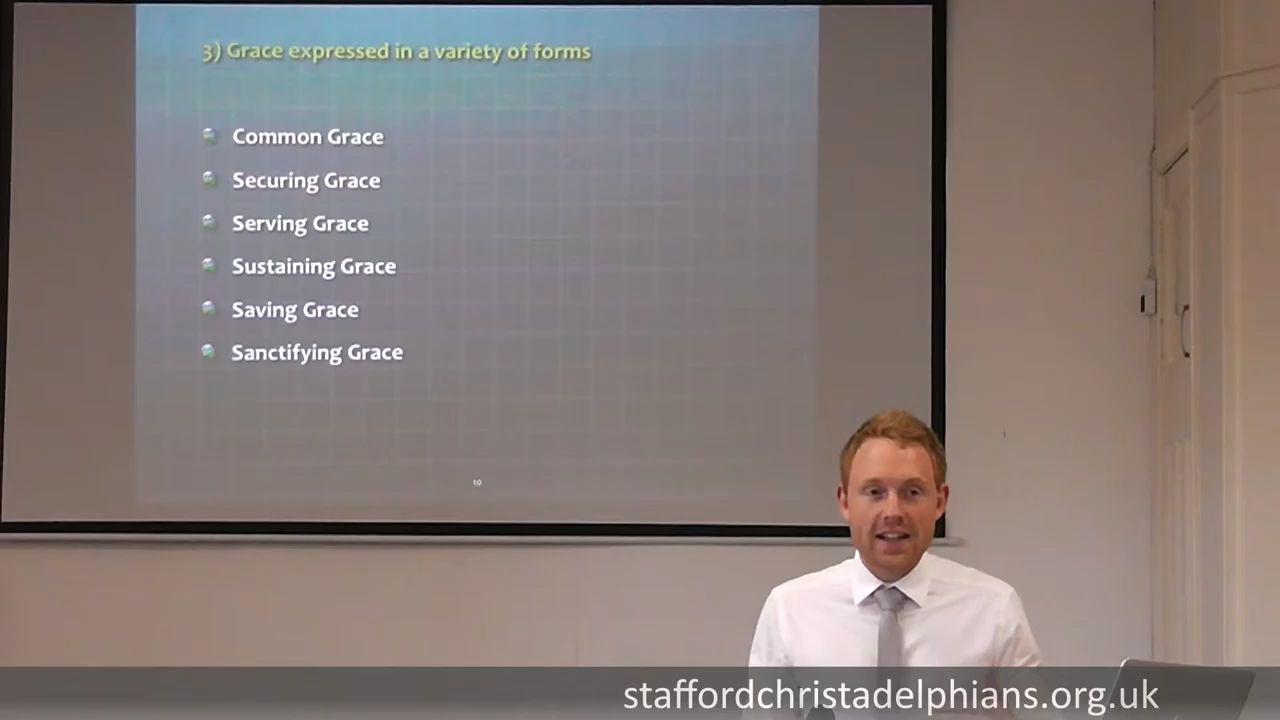 3) Grace expressed in a variety of forms
Common Grace
Securing Grace
Serving Grace
Sustaining Grace
Saving Grace
Sanctifying Grace
10
staffordchristadelphians.org.uk